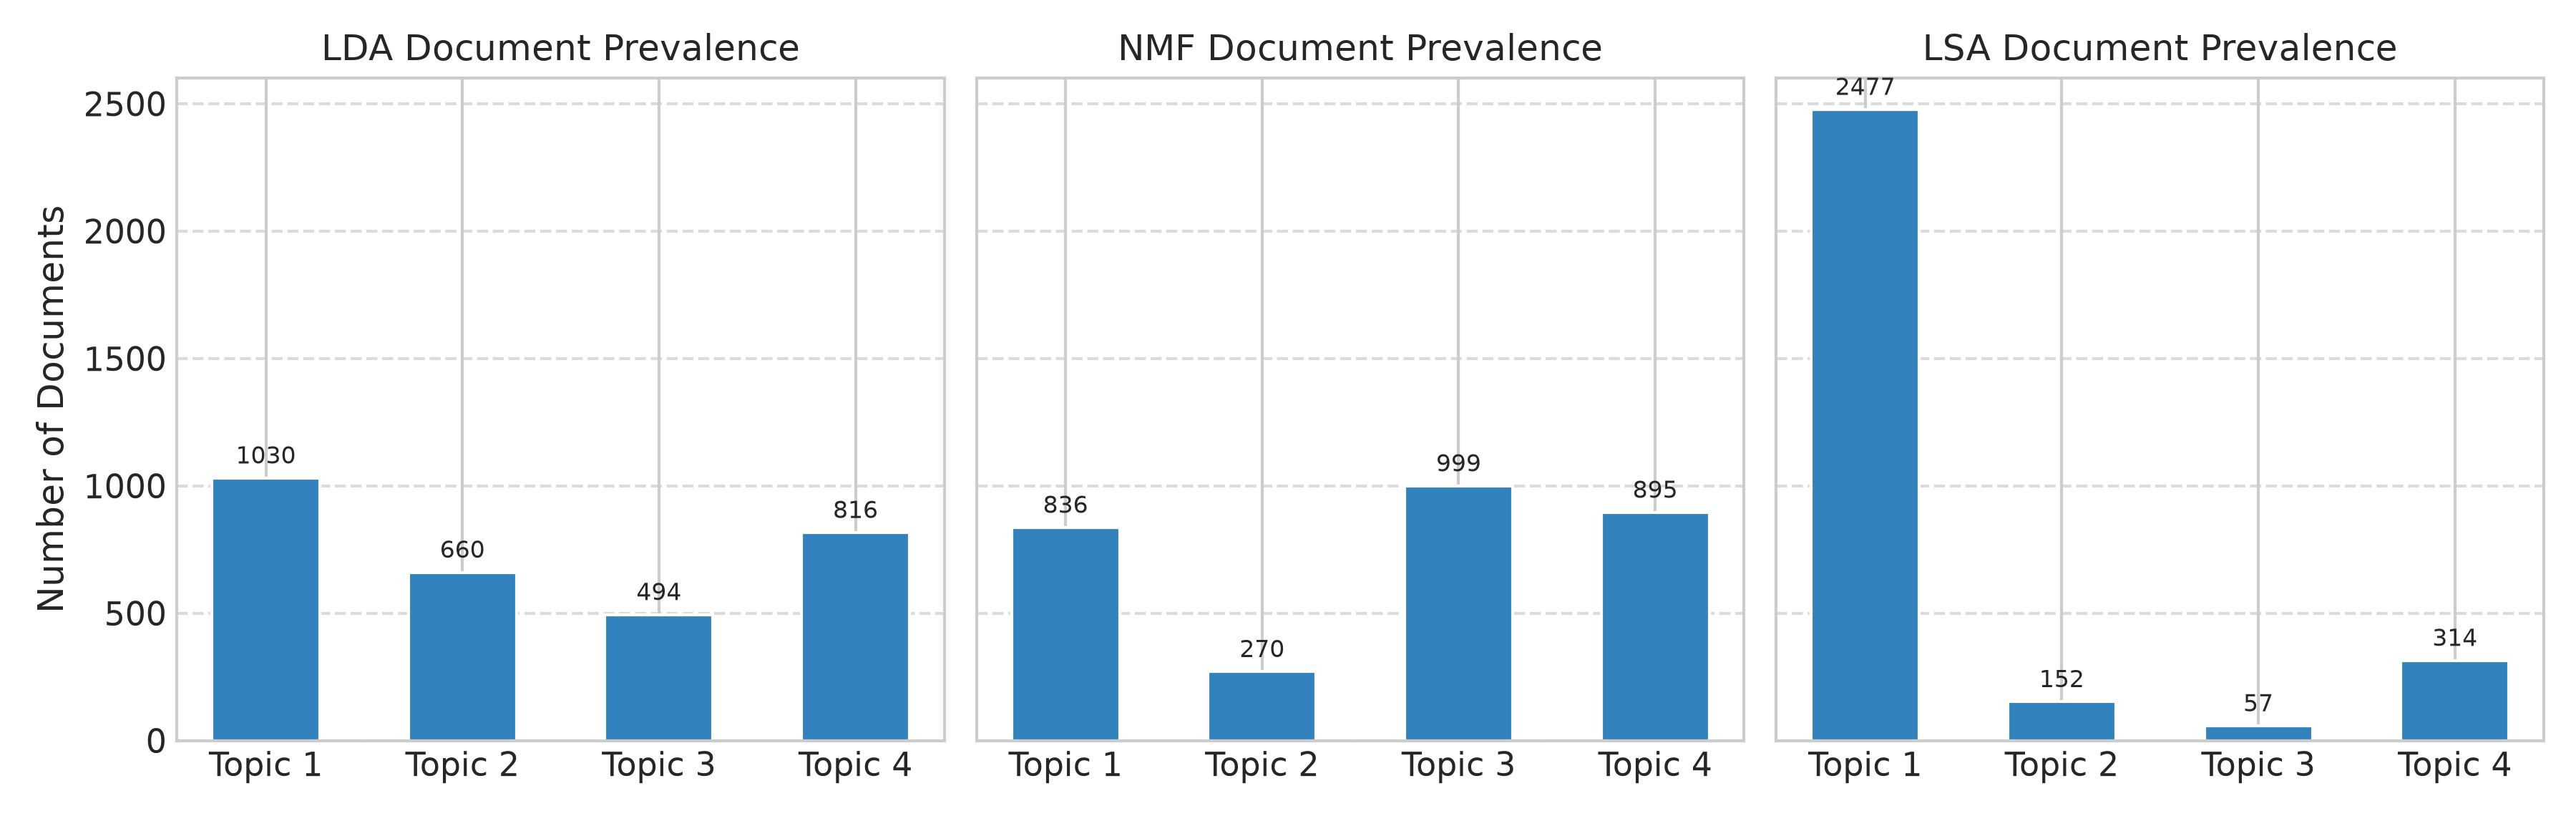 LDA Document Prevalence
NMF Document Prevalence
LSA Document Prevalence
Number of Documents
2500
2000
1500
1000
500
0
1030
660
494
816
836
270
999
895
2477
152
57
314
Topic 1 Topic 2 Topic 3 Topic 4
Topic 1 Topic 2 Topic 3 Topic 4
Topic 1 Topic 2 Topic 3 Topic 4